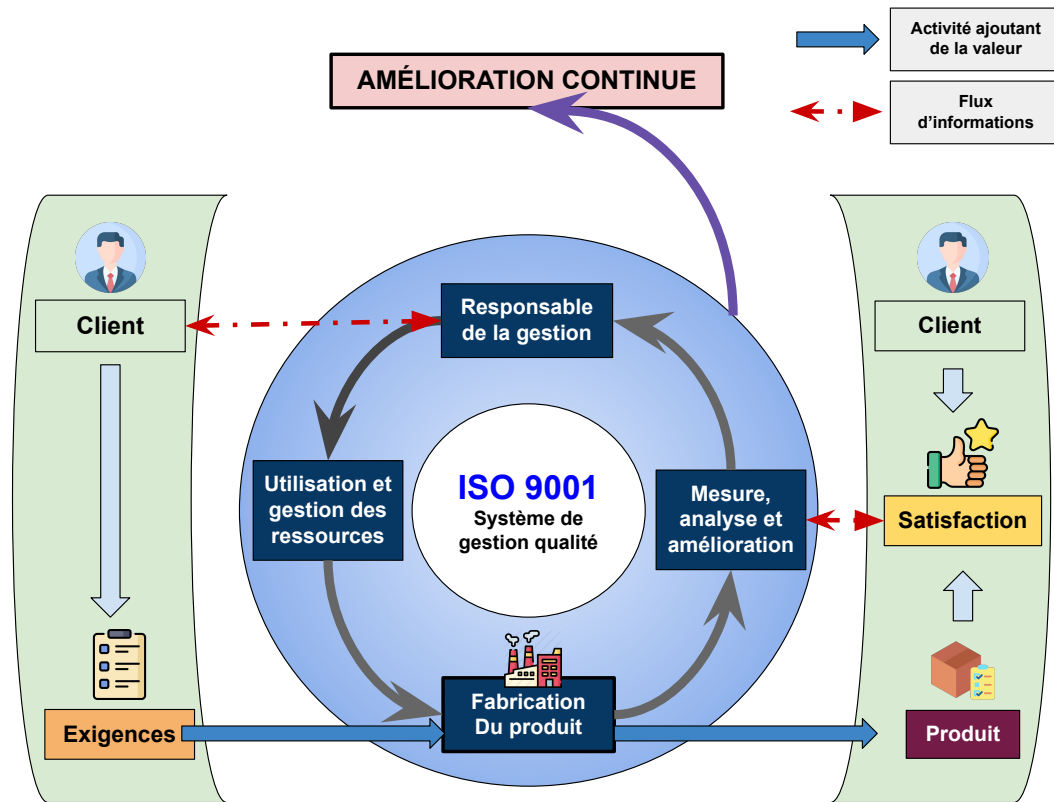 Activité ajoutant
de la valeur
AMÉLIORATION CONTINUE
Flux
d'informations
Client
Responsable
de la gestion
Client
Utilisation et
gestion des
ressources
ISO 9001
Système de
gestion qualité
Mesure,
analyse et
amélioration
Satisfaction
Exigences
Fabrication
Du produit
Produit